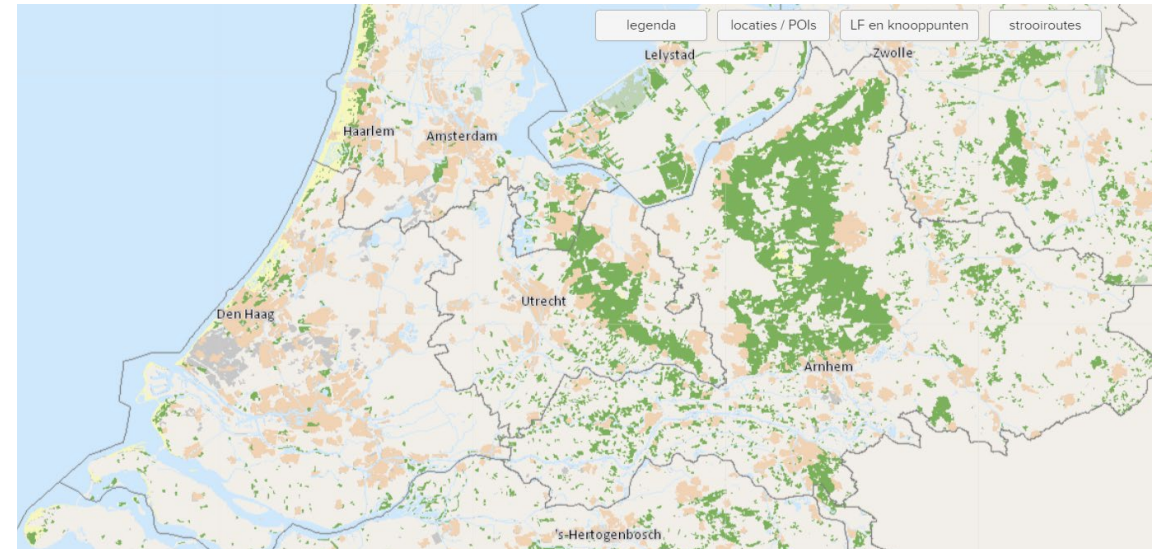 legenda
locaties / POIs
LF en knooppunten
strooiroutes
Lelystad
Zwolle
Haarlem
Amsterdam
Utrecht
Den Haag
Arnhem
's-Hertogenbosch